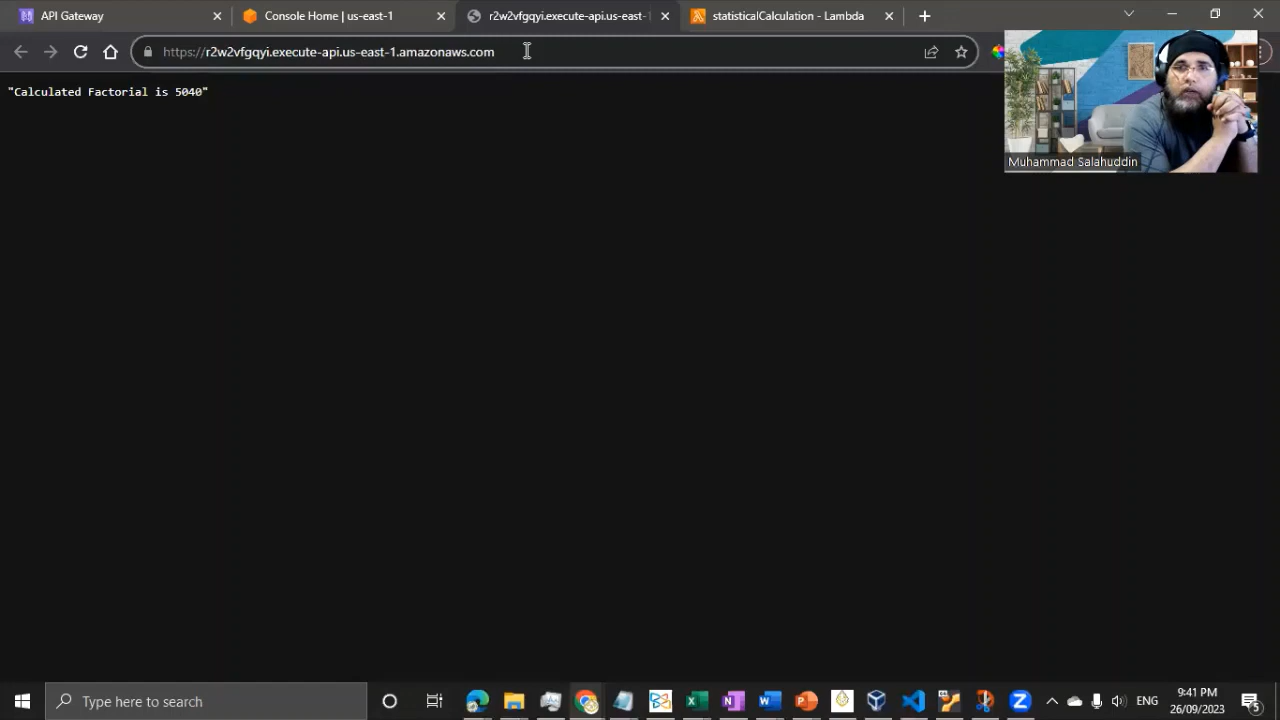 API Gateway
Console Home | us-east-1
r2w2vfgqyi.execute-api.us-east-1
statisticalCalculation - Lambda
https://r2w2vfgqyi.execute-api.us-east-1.amazonaws.com
"Calculated Factorial is 5040"
Muhammad Salahuddin
Type here to search
ENG
9:41 PM
26/09/2023
5